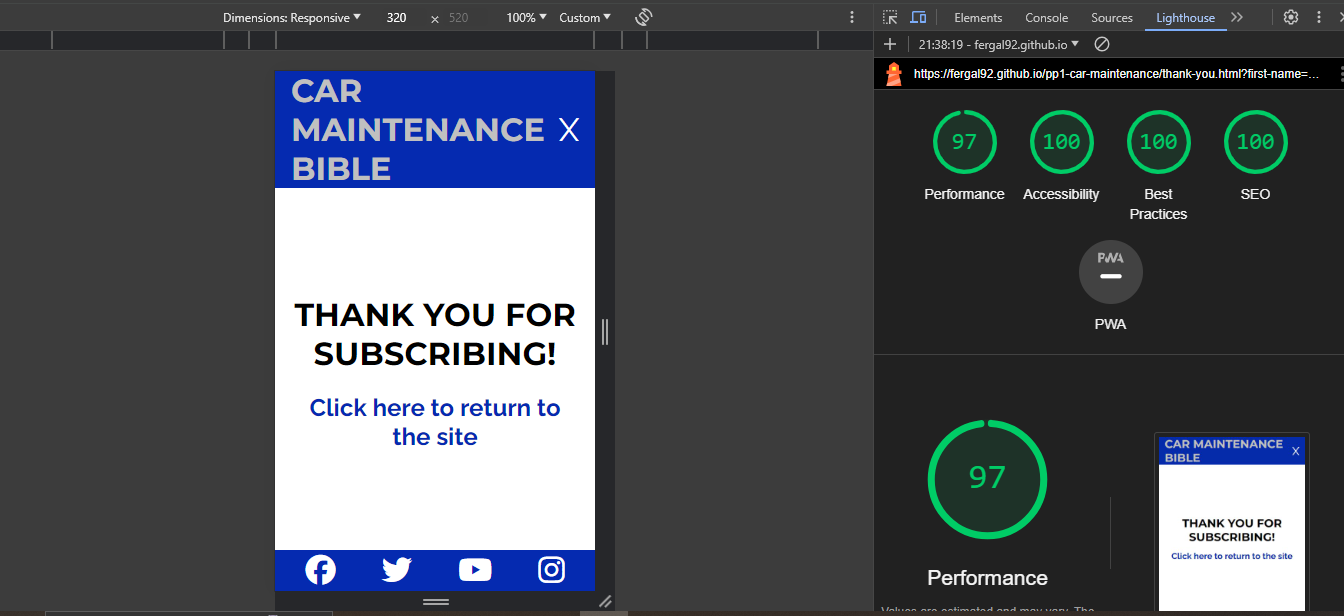 Dimensions: Responsive 320 × 520 100% Custom
Elements Console Sources Lighthouse
21:38:19 - fergal92.github.io
https://fergal92.github.io/pp1-car-maintenance/thank-you.html?first-name=...
CAR
MAINTENANCE X
BIBLE
THANK YOU FOR
SUBSCRIBING!
Click here to return to
the site
97 100 100 100
Performance Accessibility Best
Practices SEO
PWA
PWA
97
Performance
Values are estimated and may vary. The
CAR MAINTENANCE
BIBLE X
THANK YOU FOR
SUBSCRIBING!
Click here to return to the site